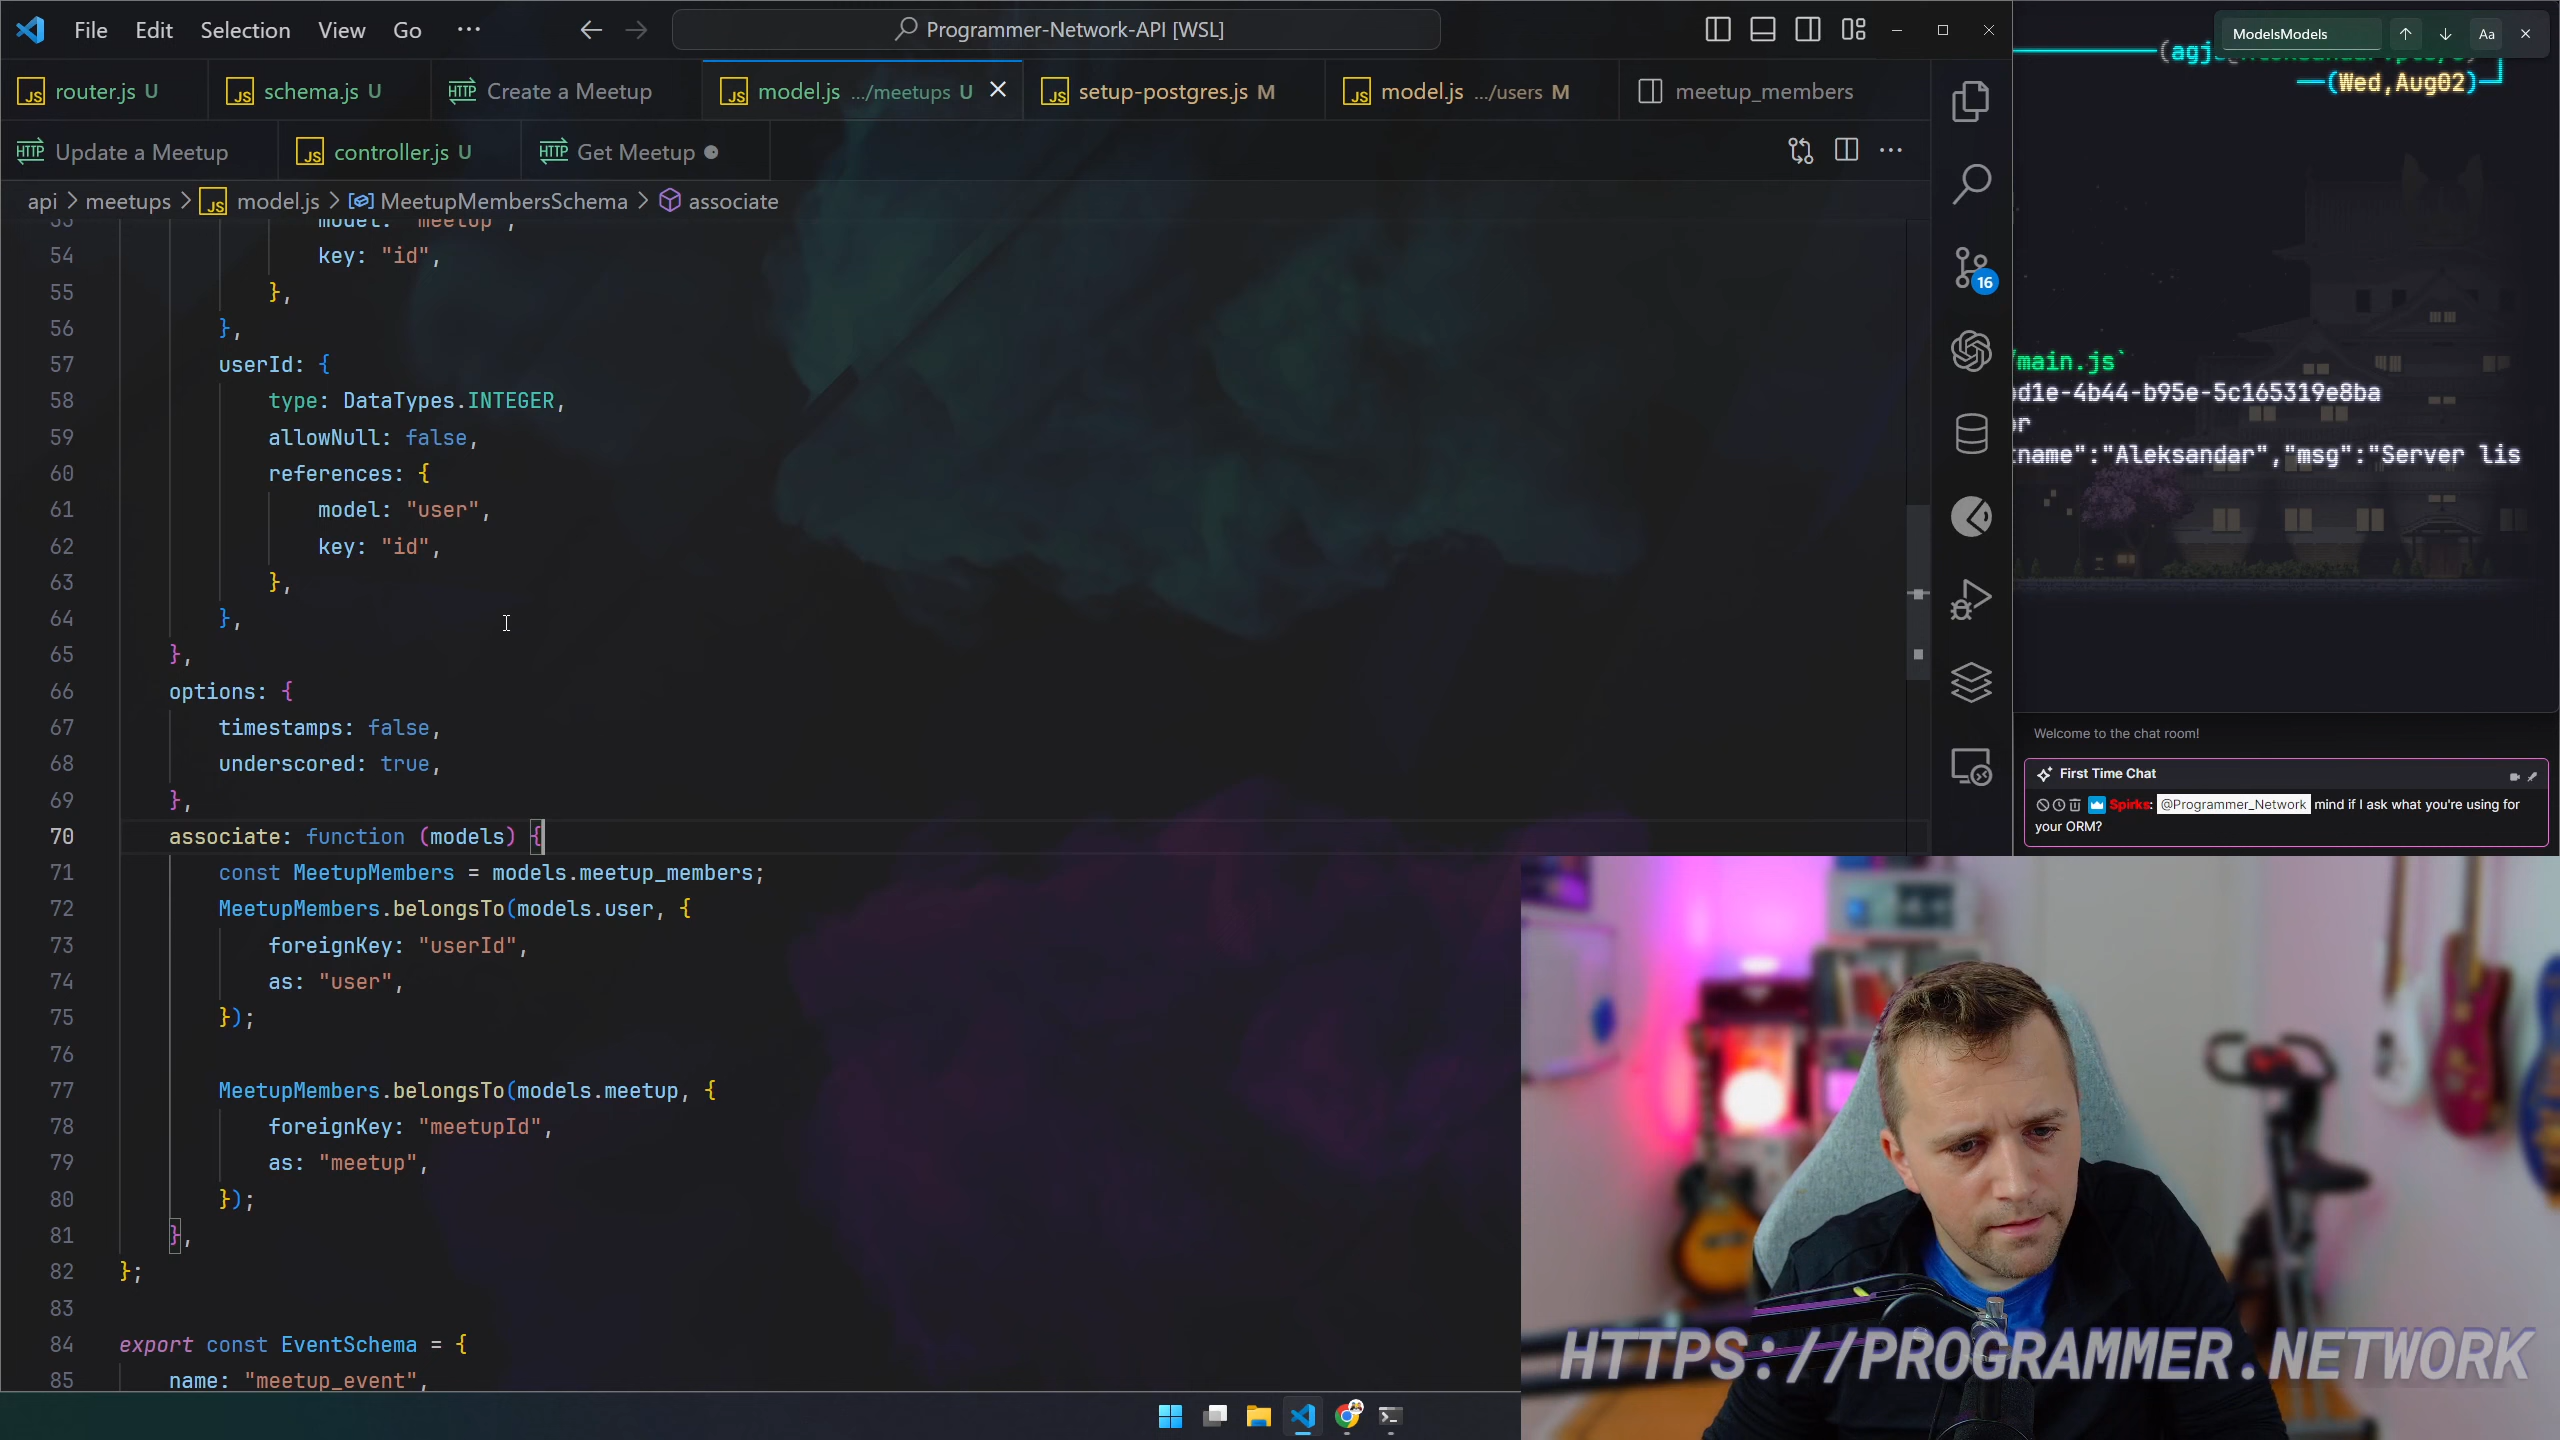 File Edit Selection View Go ··· Programmer-Network-API [WSL]
router.js U schema.js U Create a Meetup model.js .../meetups U setup-postgres.js M model.js .../users M meetup_members
Update a Meetup controller.js U Get Meetup
api > meetups > model.js > MeetupMembersSchema > associate
53 model: "meetup",
54 key: "id",
55 },
56 },
57 userId: {
58 type: DataTypes.INTEGER,
59 allowNull: false,
60 references: {
61 model: "user",
62 key: "id",
63 },
64 },
65 },
66 options: {
67 timestamps: false,
68 underscored: true,
69 },
70 associate: function (models) {
71 const MeetupMembers = models.meetup_members;
72 MeetupMembers.belongsTo(models.user, {
73 foreignKey: "userId",
74 as: "user",
75 });
76
77 MeetupMembers.belongsTo(models.meetup, {
78 foreignKey: "meetupId",
79 as: "meetup",
80 });
81 },
82 };
83
84 export const EventSchema = {
85 name: "meetup_event",
16
ModelsModels Aa
(Wed,Aug02)
/main.js`
d1e-4b44-b95e-5c165319e8ba
name":"Aleksandar","msg":"Server lis
Welcome to the chat room!
First Time Chat
Spirks: @Programmer_Network mind if I ask what you're using for
your ORM?
HTTPS://PROGRAMMER.NETWORK